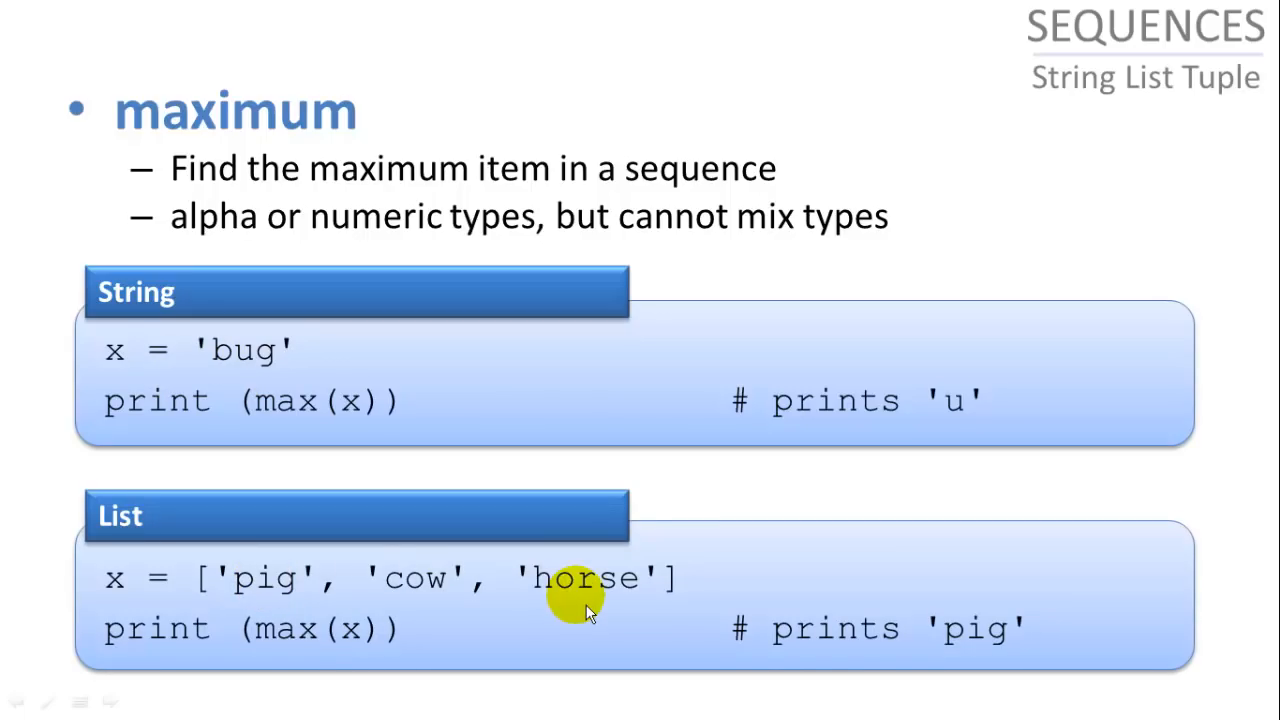 SEQUENCES
String List Tuple
• maximum
– Find the maximum item in a sequence
– alpha or numeric types, but cannot mix types
String
x = 'bug'
print (max(x)) # prints 'u'
List
x = ['pig', 'cow', 'horse']
print (max(x)) # prints 'pig'